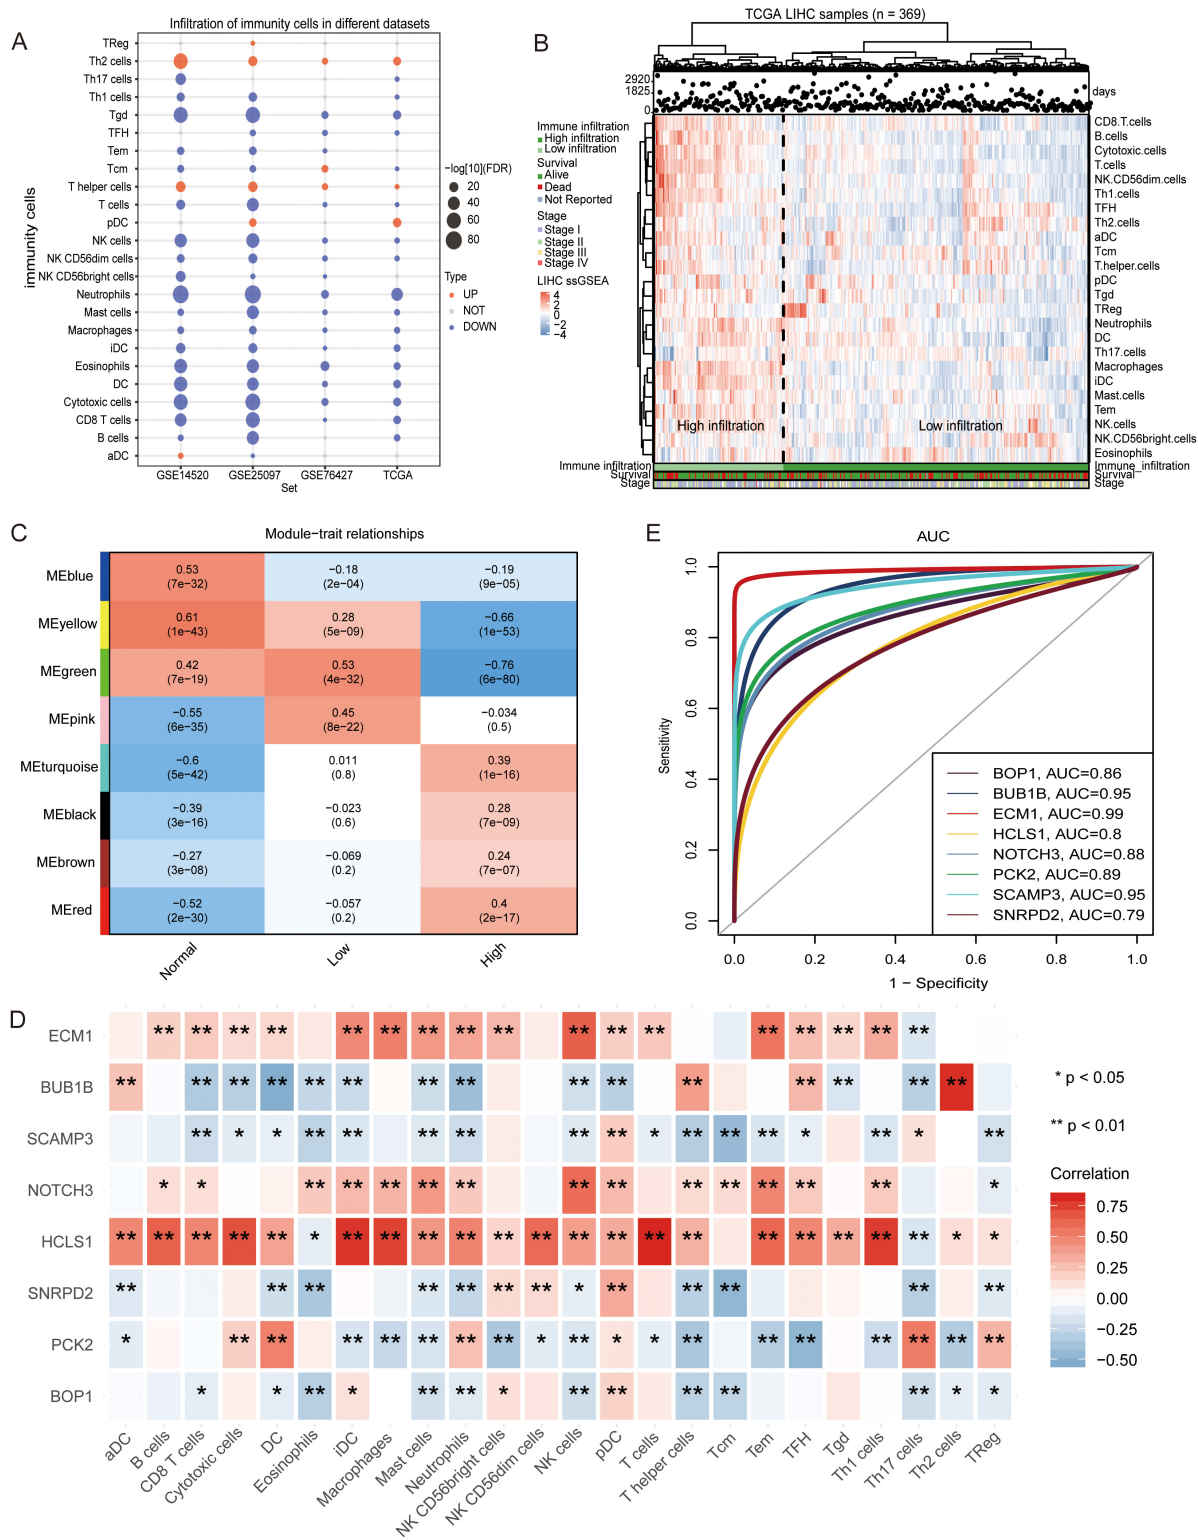 A
Infiltration of immunity cells in different datasets
immunity cells
TReg
Th2 cells
Th17 cells
Th1 cells
Tgd
TFH
Tem
Tcm
T helper cells
T cells
pDC
NK cells
NK CD56dim cells
NK CD56bright cells
Neutrophils
Mast cells
Macrophages
iDC
Eosinophils
DC
Cytotoxic cells
CD8 T cells
B cells
aDC
GSE14520 GSE25097 GSE76427 TCGA
Set
−log[10](FDR)
20
40
60
80
Type
UP
NOT
DOWN
B
TCGA LIHC samples (n = 369)
2920
1825
0
days
Immune infiltration
High infiltration
Low infiltration
Survival
Alive
Dead
Not Reported
Stage
Stage I
Stage II
Stage III
Stage IV
LIHC ssGSEA
4
2
0
−2
−4
CD8.T.cells
B.cells
Cytotoxic.cells
T.cells
NK.CD56dim.cells
Th1.cells
TFH
Th2.cells
aDC
Tcm
T.helper.cells
pDC
Tgd
TReg
Neutrophils
DC
Th17.cells
Macrophages
iDC
Mast.cells
Tem
NK.cells
NK.CD56bright.cells
Eosinophils
High infiltration Low infiltration
Immune infiltration Immune_infiltration
Survival Survival
Stage Stage
C
Module−trait relationships
MEblue 0.53 −0.18 −0.19
(7e−32) (2e−04) (9e−05)
MEyellow 0.61 0.28 −0.66
(1e−43) (5e−09) (1e−53)
MEgreen 0.42 0.53 −0.76
(7e−19) (4e−32) (6e−80)
MEpink −0.55 0.45 −0.034
(6e−35) (8e−22) (0.5)
MEturquoise −0.6 0.011 0.39
(5e−42) (0.8) (1e−16)
MEblack −0.39 −0.023 0.28
(3e−16) (0.6) (7e−09)
MEbrown −0.27 −0.069 0.24
(3e−08) (0.2) (7e−07)
MEred −0.52 −0.057 0.4
(2e−30) (0.2) (2e−17)
Normal Low High
E
AUC
Sensitivity
1.0
0.8
0.6
0.4
0.2
0.0
BOP1, AUC=0.86
BUB1B, AUC=0.95
ECM1, AUC=0.99
HCLS1, AUC=0.8
NOTCH3, AUC=0.88
PCK2, AUC=0.89
SCAMP3, AUC=0.95
SNRPD2, AUC=0.79
0.0 0.2 0.4 0.6 0.8 1.0
1 − Specificity
D
ECM1 ** ** ** ** ** ** ** ** ** ** ** ** ** ** ** ** **
BUB1B ** ** ** ** ** ** ** ** ** ** ** ** ** ** **
SCAMP3 ** * * ** ** ** ** ** ** * ** ** ** * ** * **
NOTCH3 * * ** ** ** ** ** ** ** ** ** ** ** ** *
HCLS1 ** ** ** ** ** * ** ** ** ** ** ** ** ** ** ** ** ** ** ** ** * *
SNRPD2 ** ** ** ** ** ** ** * ** ** ** ** **
PCK2 * ** ** ** ** ** ** ** * ** * * ** ** ** ** ** ** **
BOP1 * * ** * ** ** * ** ** ** ** ** * *
aDC
B cells
CD8 T cells
Cytotoxic cells
DC
Eosinophils
iDC
Macrophages
Mast cells
Neutrophils
NK CD56bright cells
NK CD56dim cells
NK cells
pDC
T cells
T helper cells
Tcm
Tem
TFH
Tgd
Th1 cells
Th17 cells
Th2 cells
TReg
* p < 0.05
** p < 0.01
Correlation
0.75
0.50
0.25
0.00
−0.25
−0.50